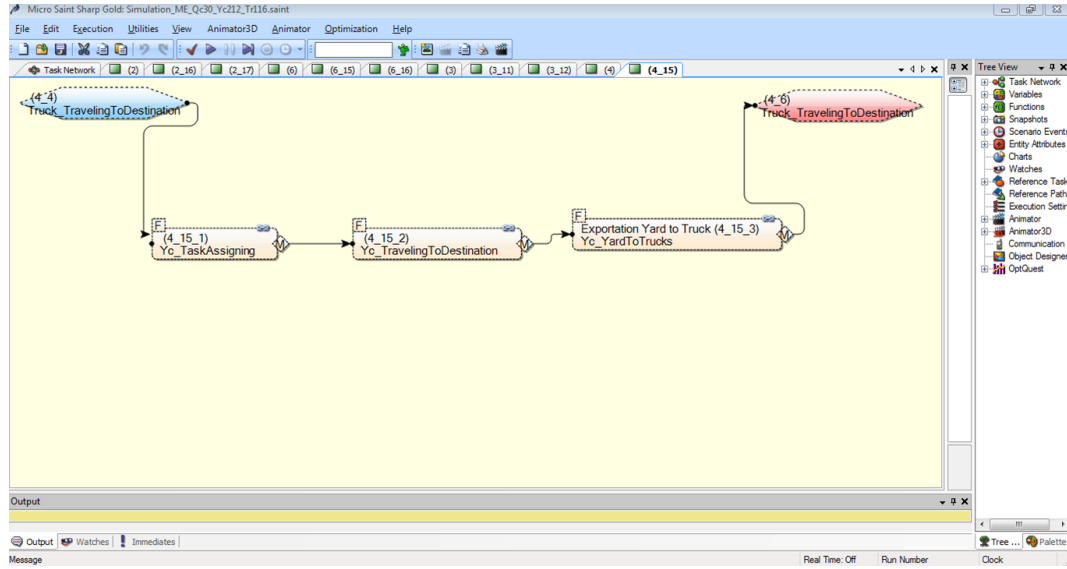 Micro Saint Sharp Gold: Simulation_ME_Qc30_Yc212_Tr116.saint
File Edit Execution Utilities View Animator3D Animator Optimization Help
Task Network (2) (2_16) (2_17) (6) (6_15) (6_16) (3) (3_11) (3_12) (4) (4_15)
(4_4)
Truck_TravelingToDestination
(4_6)
Truck_TravelingToDestination
F
(4_15_1)
Yc_TaskAssigning
M
F
(4_15_2)
Yc_TravelingToDestination
M
F
Exportation Yard to Truck (4_15_3)
Yc_YardToTrucks
M
Tree View
Task Network
Variables
Functions
Snapshots
Scenario Events
Entity Attributes
Charts
Watches
Reference Task
Reference Path
Execution Settin
Animator
Animator3D
Communication
Object Designer
OptQuest
Output
Output Watches Immediates
Tree ... Palette
Message Real Time: Off Run Number Clock